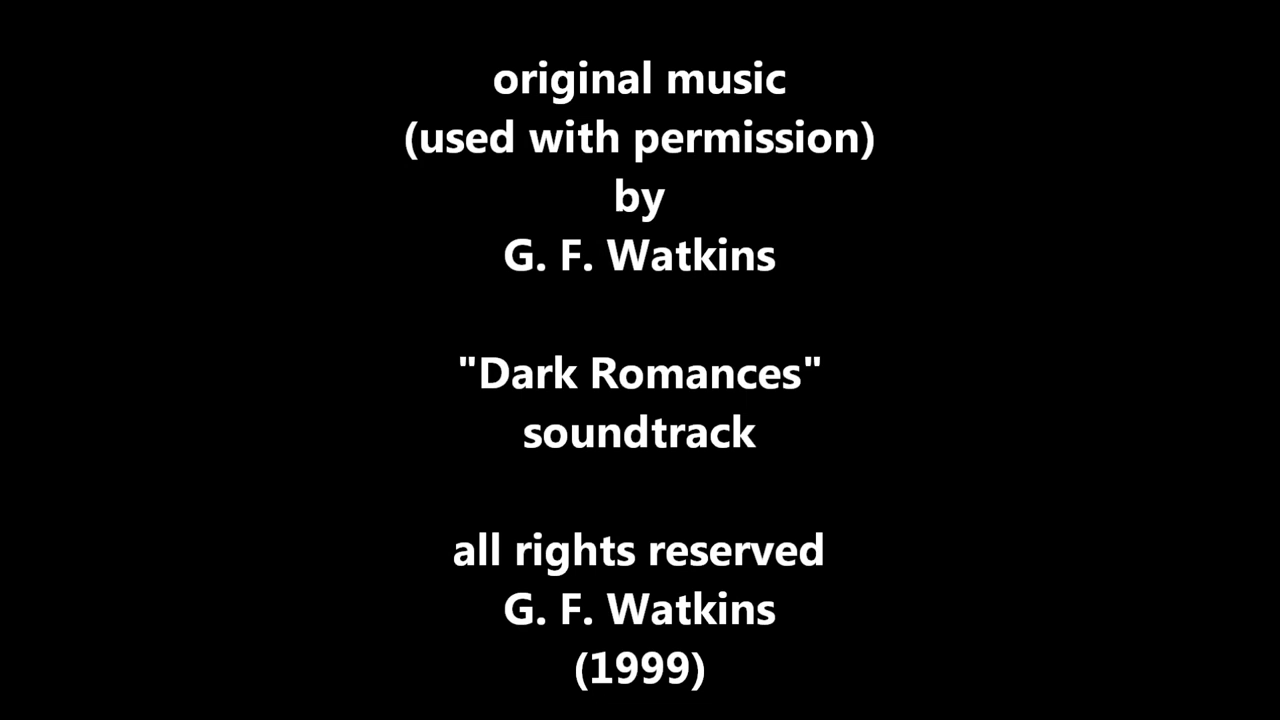 original music
(used with permission)
by
G. F. Watkins
"Dark Romances"
soundtrack
all rights reserved
G. F. Watkins
(1999)